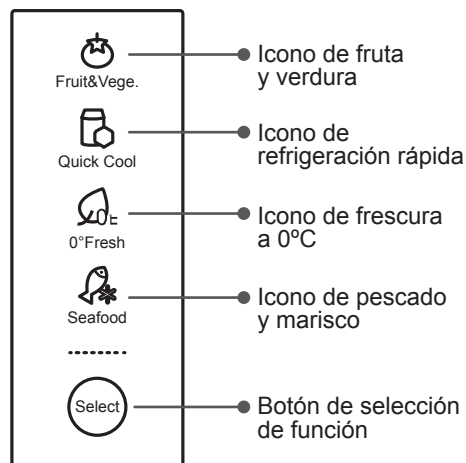 Fruit&Vege.
Icono de fruta
y verdura
Quick Cool
Icono de
refrigeración rápida
0°Fresh
Icono de frescura
a 0ºC
Seafood
Icono de pescado
y marisco
Select
Botón de selección
de función